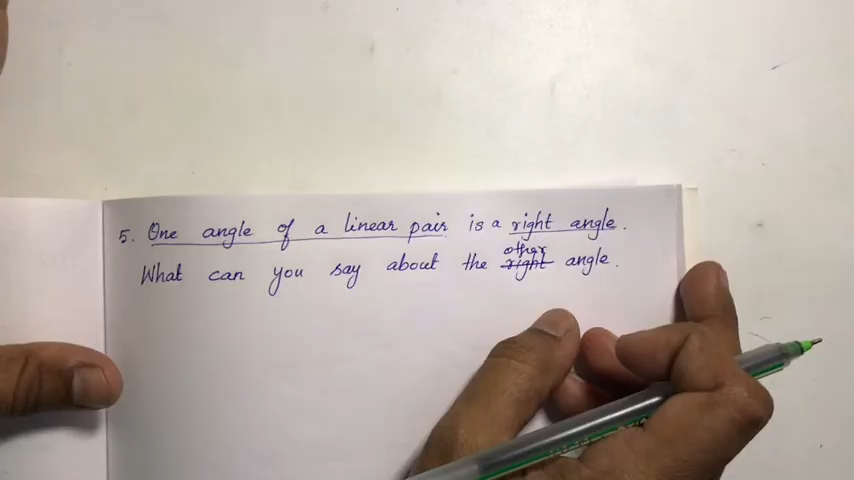 5. One angle of a linear pair is a right angle.
What can you say about the other angle.